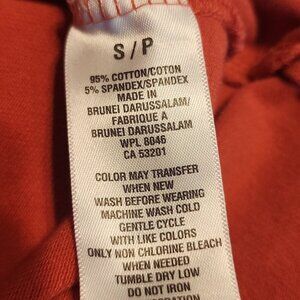 S / P
95% COTTON/COTON
5% SPANDEX/SPANDEX
MADE IN
BRUNEI DARUSSALAM/
FABRIQUE A
BRUNEI DARUSSALAM
WPL 8046
CA 53201
COLOR MAY TRANSFER
WHEN NEW
WASH BEFORE WEARING
MACHINE WASH COLD
GENTLE CYCLE
WITH LIKE COLORS
ONLY NON CHLORINE BLEACH
WHEN NEEDED
TUMBLE DRY LOW
DO NOT IRON